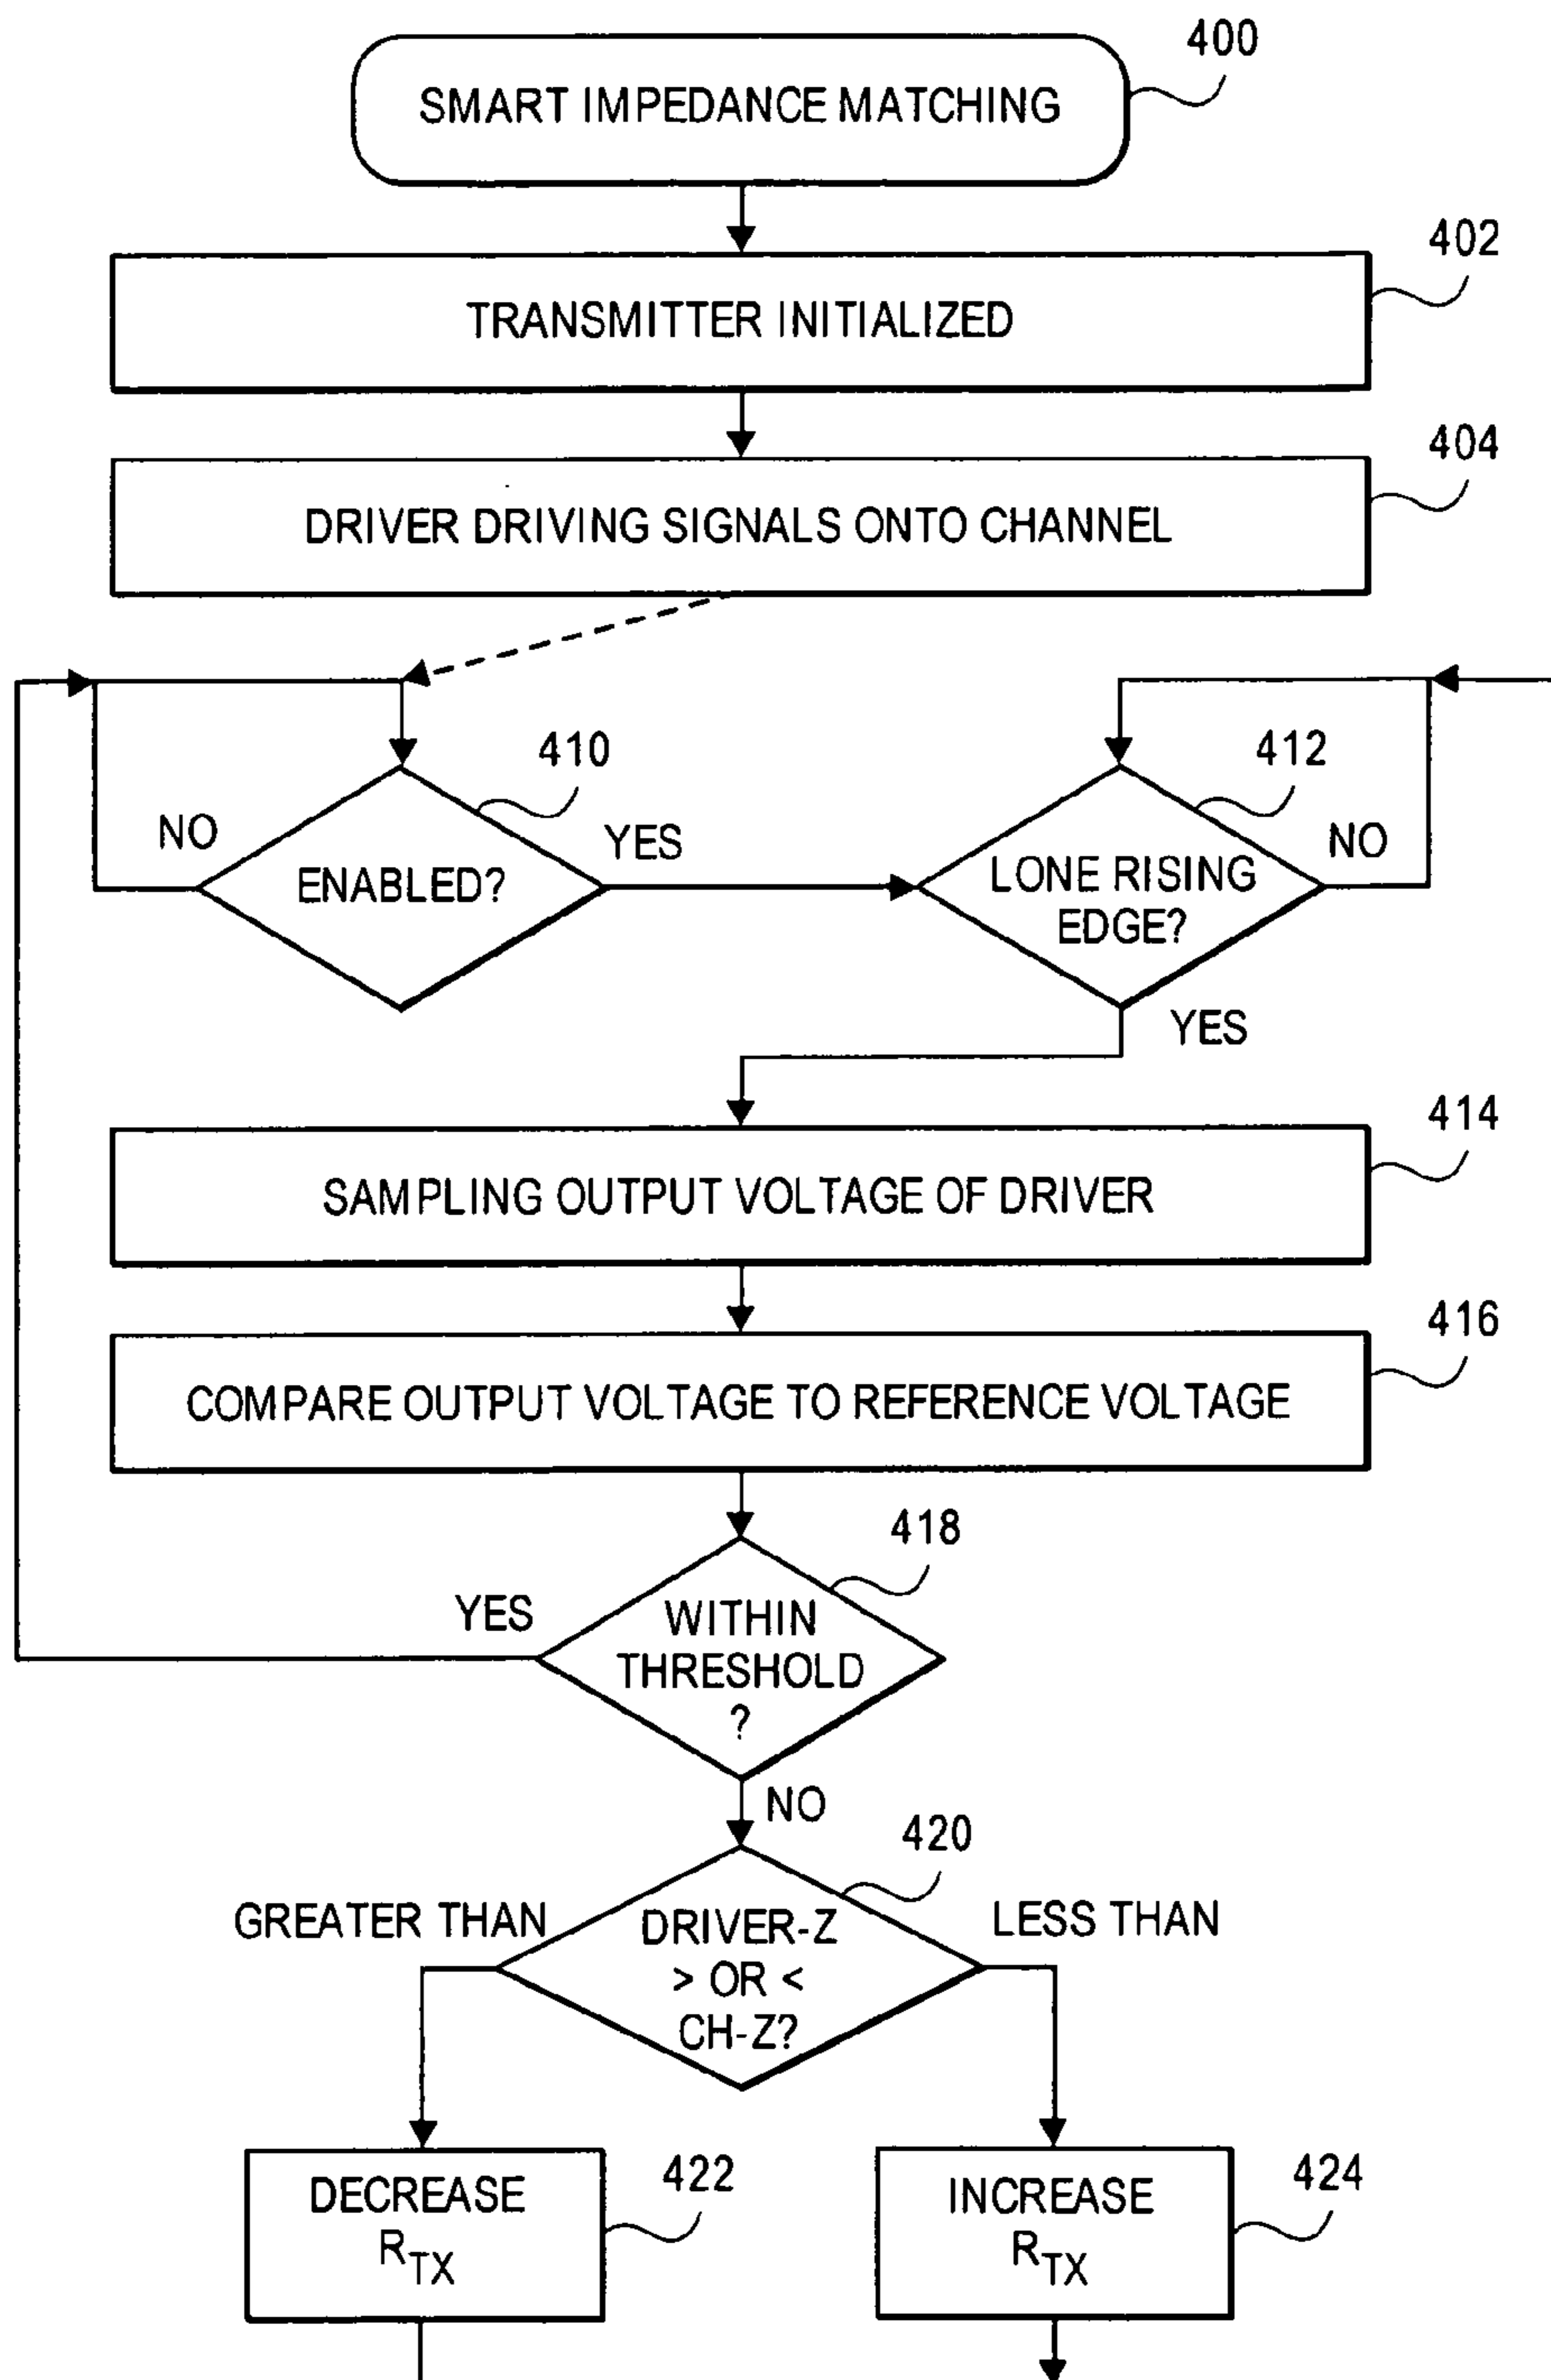 400
SMART IMPEDANCE MATCHING
402
TRANSMITTER INITIALIZED
404
DRIVER DRIVING SIGNALS ONTO CHANNEL
410
412
NO
ENABLED?
YES
LONE RISING
EDGE?
NO
YES
414
SAMPLING OUTPUT VOLTAGE OF DRIVER
416
COMPARE OUTPUT VOLTAGE TO REFERENCE VOLTAGE
418
YES
WITHIN
THRESHOLD
?
NO
420
GREATER THAN
DRIVER-Z
> OR <
CH-Z?
LESS THAN
422
DECREASE
RTX
424
INCREASE
RTX